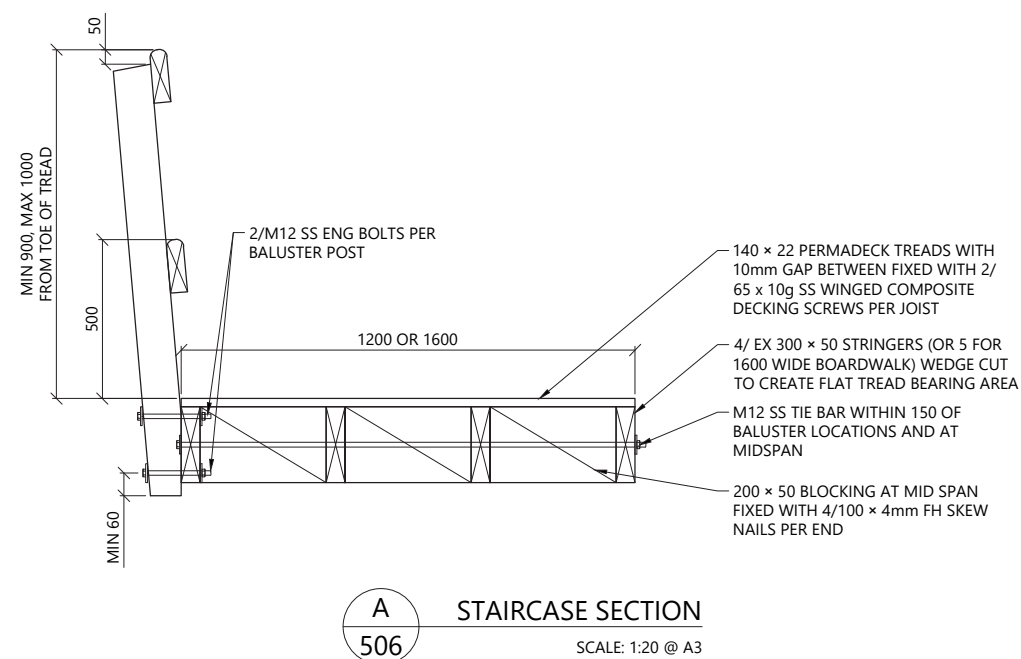 50
MIN 900, MAX 1000
FROM TOE OF TREAD
500
2/M12 SS ENG BOLTS PER
BALUSTER POST
1200 OR 1600
140 × 22 PERMADECK TREADS WITH
10mm GAP BETWEEN FIXED WITH 2/
65 x 10g SS WINGED COMPOSITE
DECKING SCREWS PER JOIST
4/ EX 300 × 50 STRINGERS (OR 5 FOR
1600 WIDE BOARDWALK) WEDGE CUT
TO CREATE FLAT TREAD BEARING AREA
M12 SS TIE BAR WITHIN 150 OF
BALUSTER LOCATIONS AND AT
MIDSPAN
200 × 50 BLOCKING AT MID SPAN
FIXED WITH 4/100 × 4mm FH SKEW
NAILS PER END
MIN 60
A
506
STAIRCASE SECTION
SCALE: 1:20 @ A3